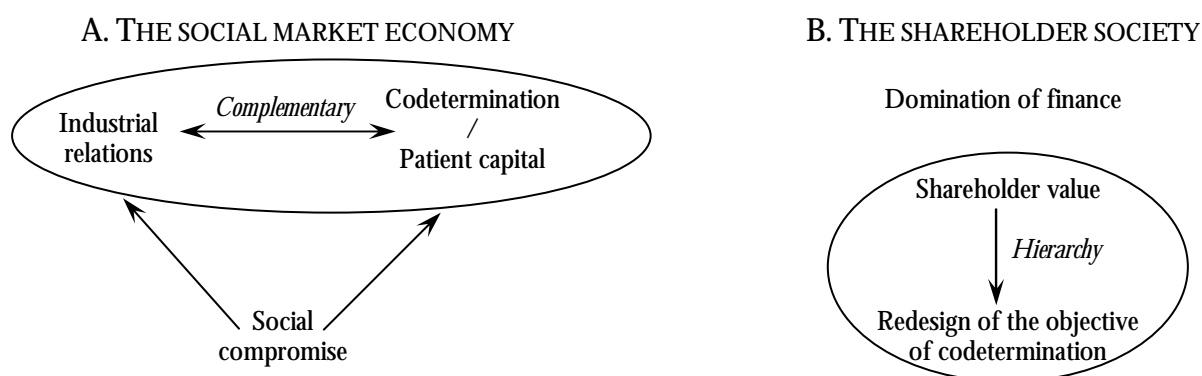 A. THE SOCIAL MARKET ECONOMY
Industrial
relations
Complementary
Codetermination
/
Patient capital
Social
compromise
B. THE SHAREHOLDER SOCIETY
Domination of finance
Shareholder value
Hierarchy
Redesign of the objective
of codetermination